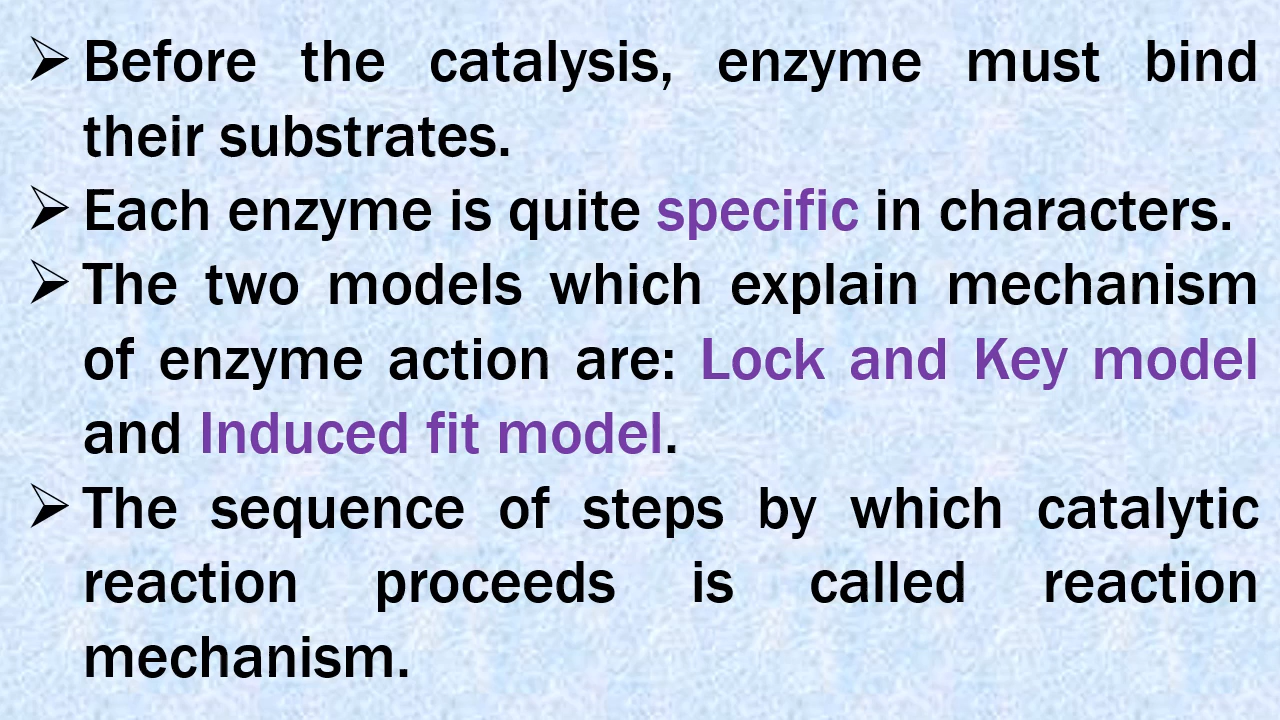 ➢ Before the catalysis, enzyme must bind
their substrates.
➢ Each enzyme is quite specific in characters.
➢ The two models which explain mechanism
of enzyme action are: Lock and Key model
and Induced fit model.
➢ The sequence of steps by which catalytic
reaction proceeds is called reaction
mechanism.